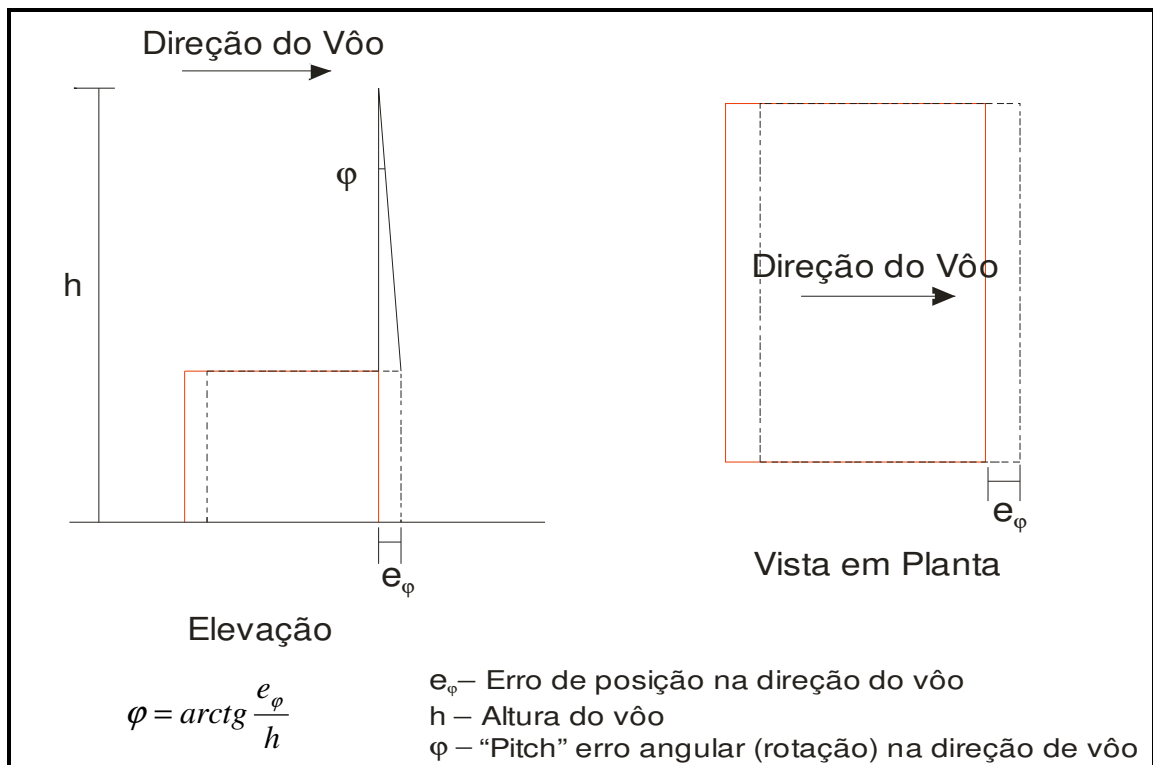 Direção do Vôo
φ
h
e_φ
Elevação
Direção do Vôo
e_φ
Vista em Planta
φ = arctg e_φ / h
e_φ – Erro de posição na direção do vôo
h – Altura do vôo
φ – “Pitch” erro angular (rotação) na direção de vôo